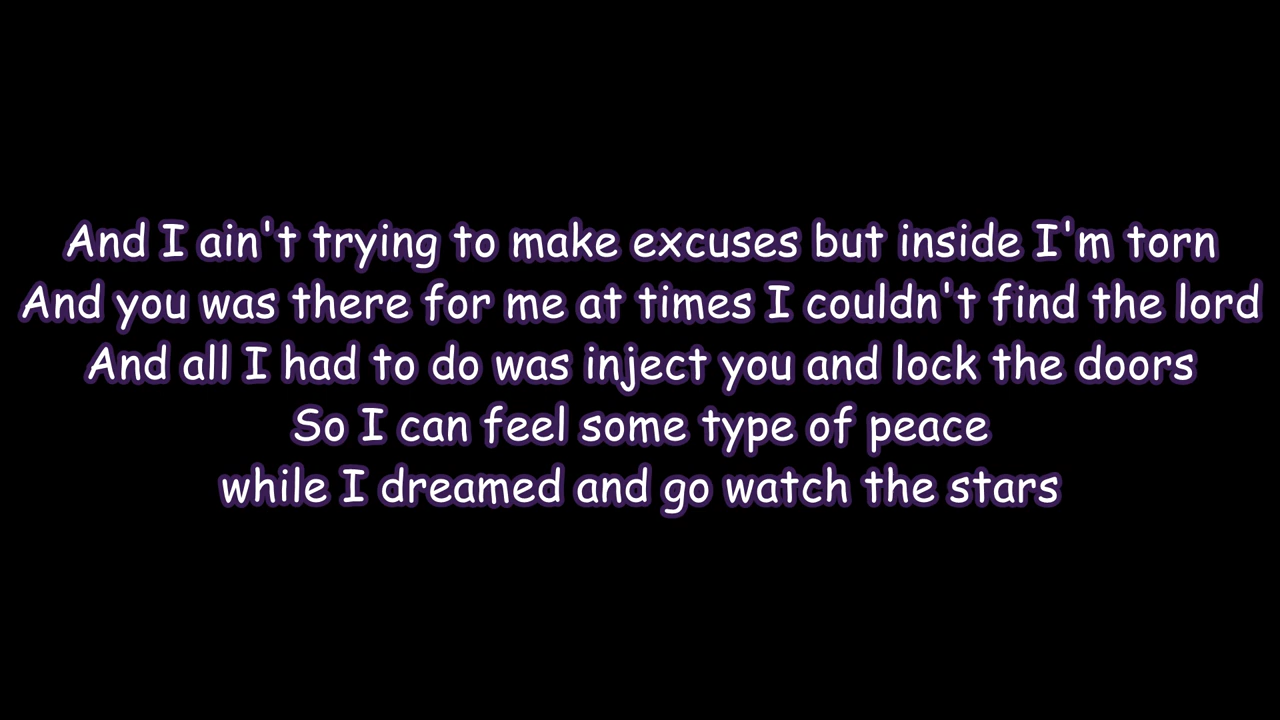 And I ain't trying to make excuses but inside I'm torn
And you was there for me at times I couldn't find the lord
And all I had to do was inject you and lock the doors
So I can feel some type of peace
while I dreamed and go watch the stars